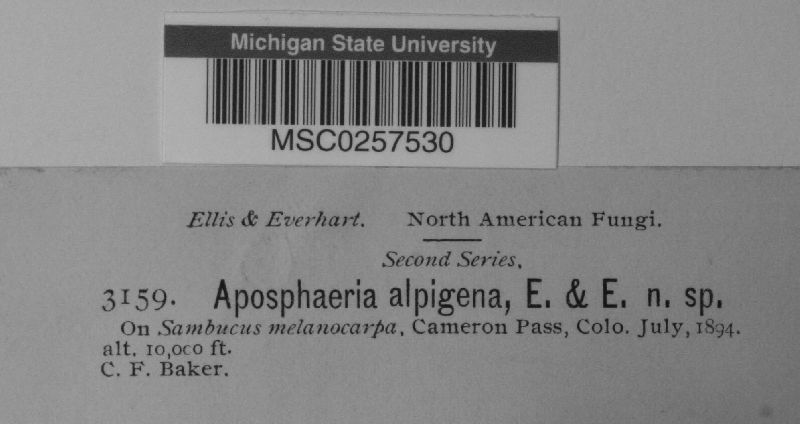 Michigan State University
MSC0257530
Ellis & Everhart. North American Fungi.
Second Series.
3159. Aposphaeria alpigena, E. & E. n. sp.
On Sambucus melanocarpa, Cameron Pass, Colo. July, 1894.
alt. 10,000 ft.
C. F. Baker.